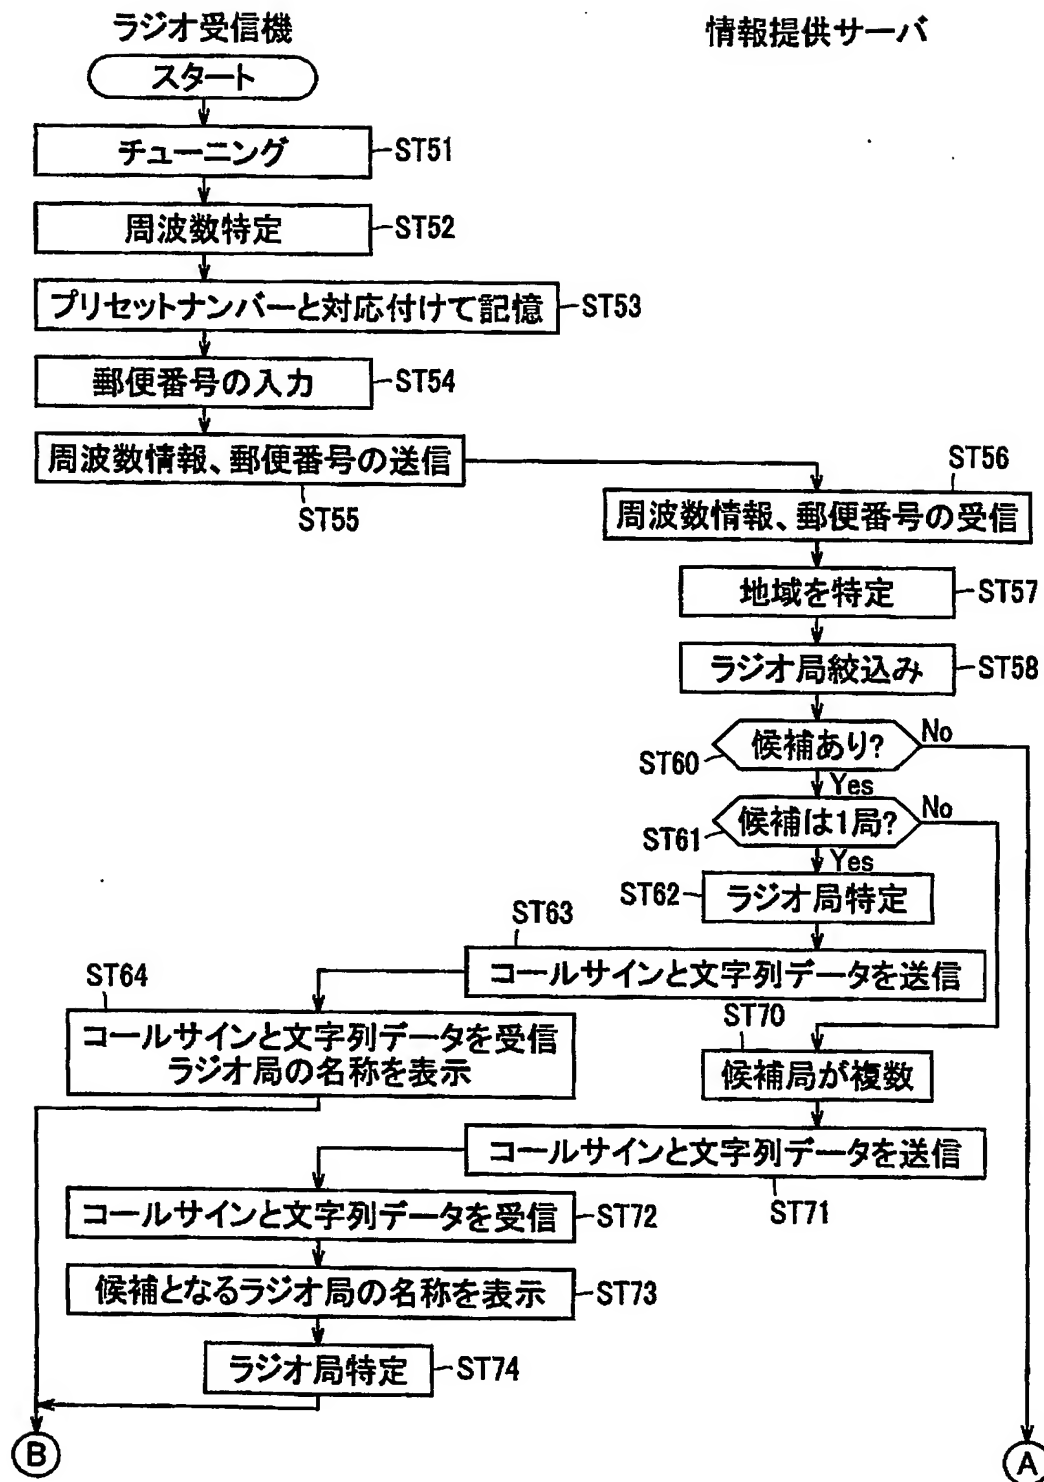 ラジオ受信機
情報提供サーバ
スタート
チューニング
ST51
周波数特定
ST52
プリセットナンバーと対応付けて記憶
ST53
郵便番号の入力
ST54
周波数情報、郵便番号の送信
ST55
ST56
周波数情報、郵便番号の受信
地域を特定
ST57
ラジオ局絞込み
ST58
候補あり?
No
ST60
Yes
候補は1局?
No
ST61
Yes
ST62
ラジオ局特定
ST63
コールサインと文字列データを送信
ST64
コールサインと文字列データを受信
ラジオ局の名称を表示
ST70
候補局が複数
コールサインと文字列データを送信
ST71
コールサインと文字列データを受信
ST72
候補となるラジオ局の名称を表示
ST73
ラジオ局特定
ST74
B
A